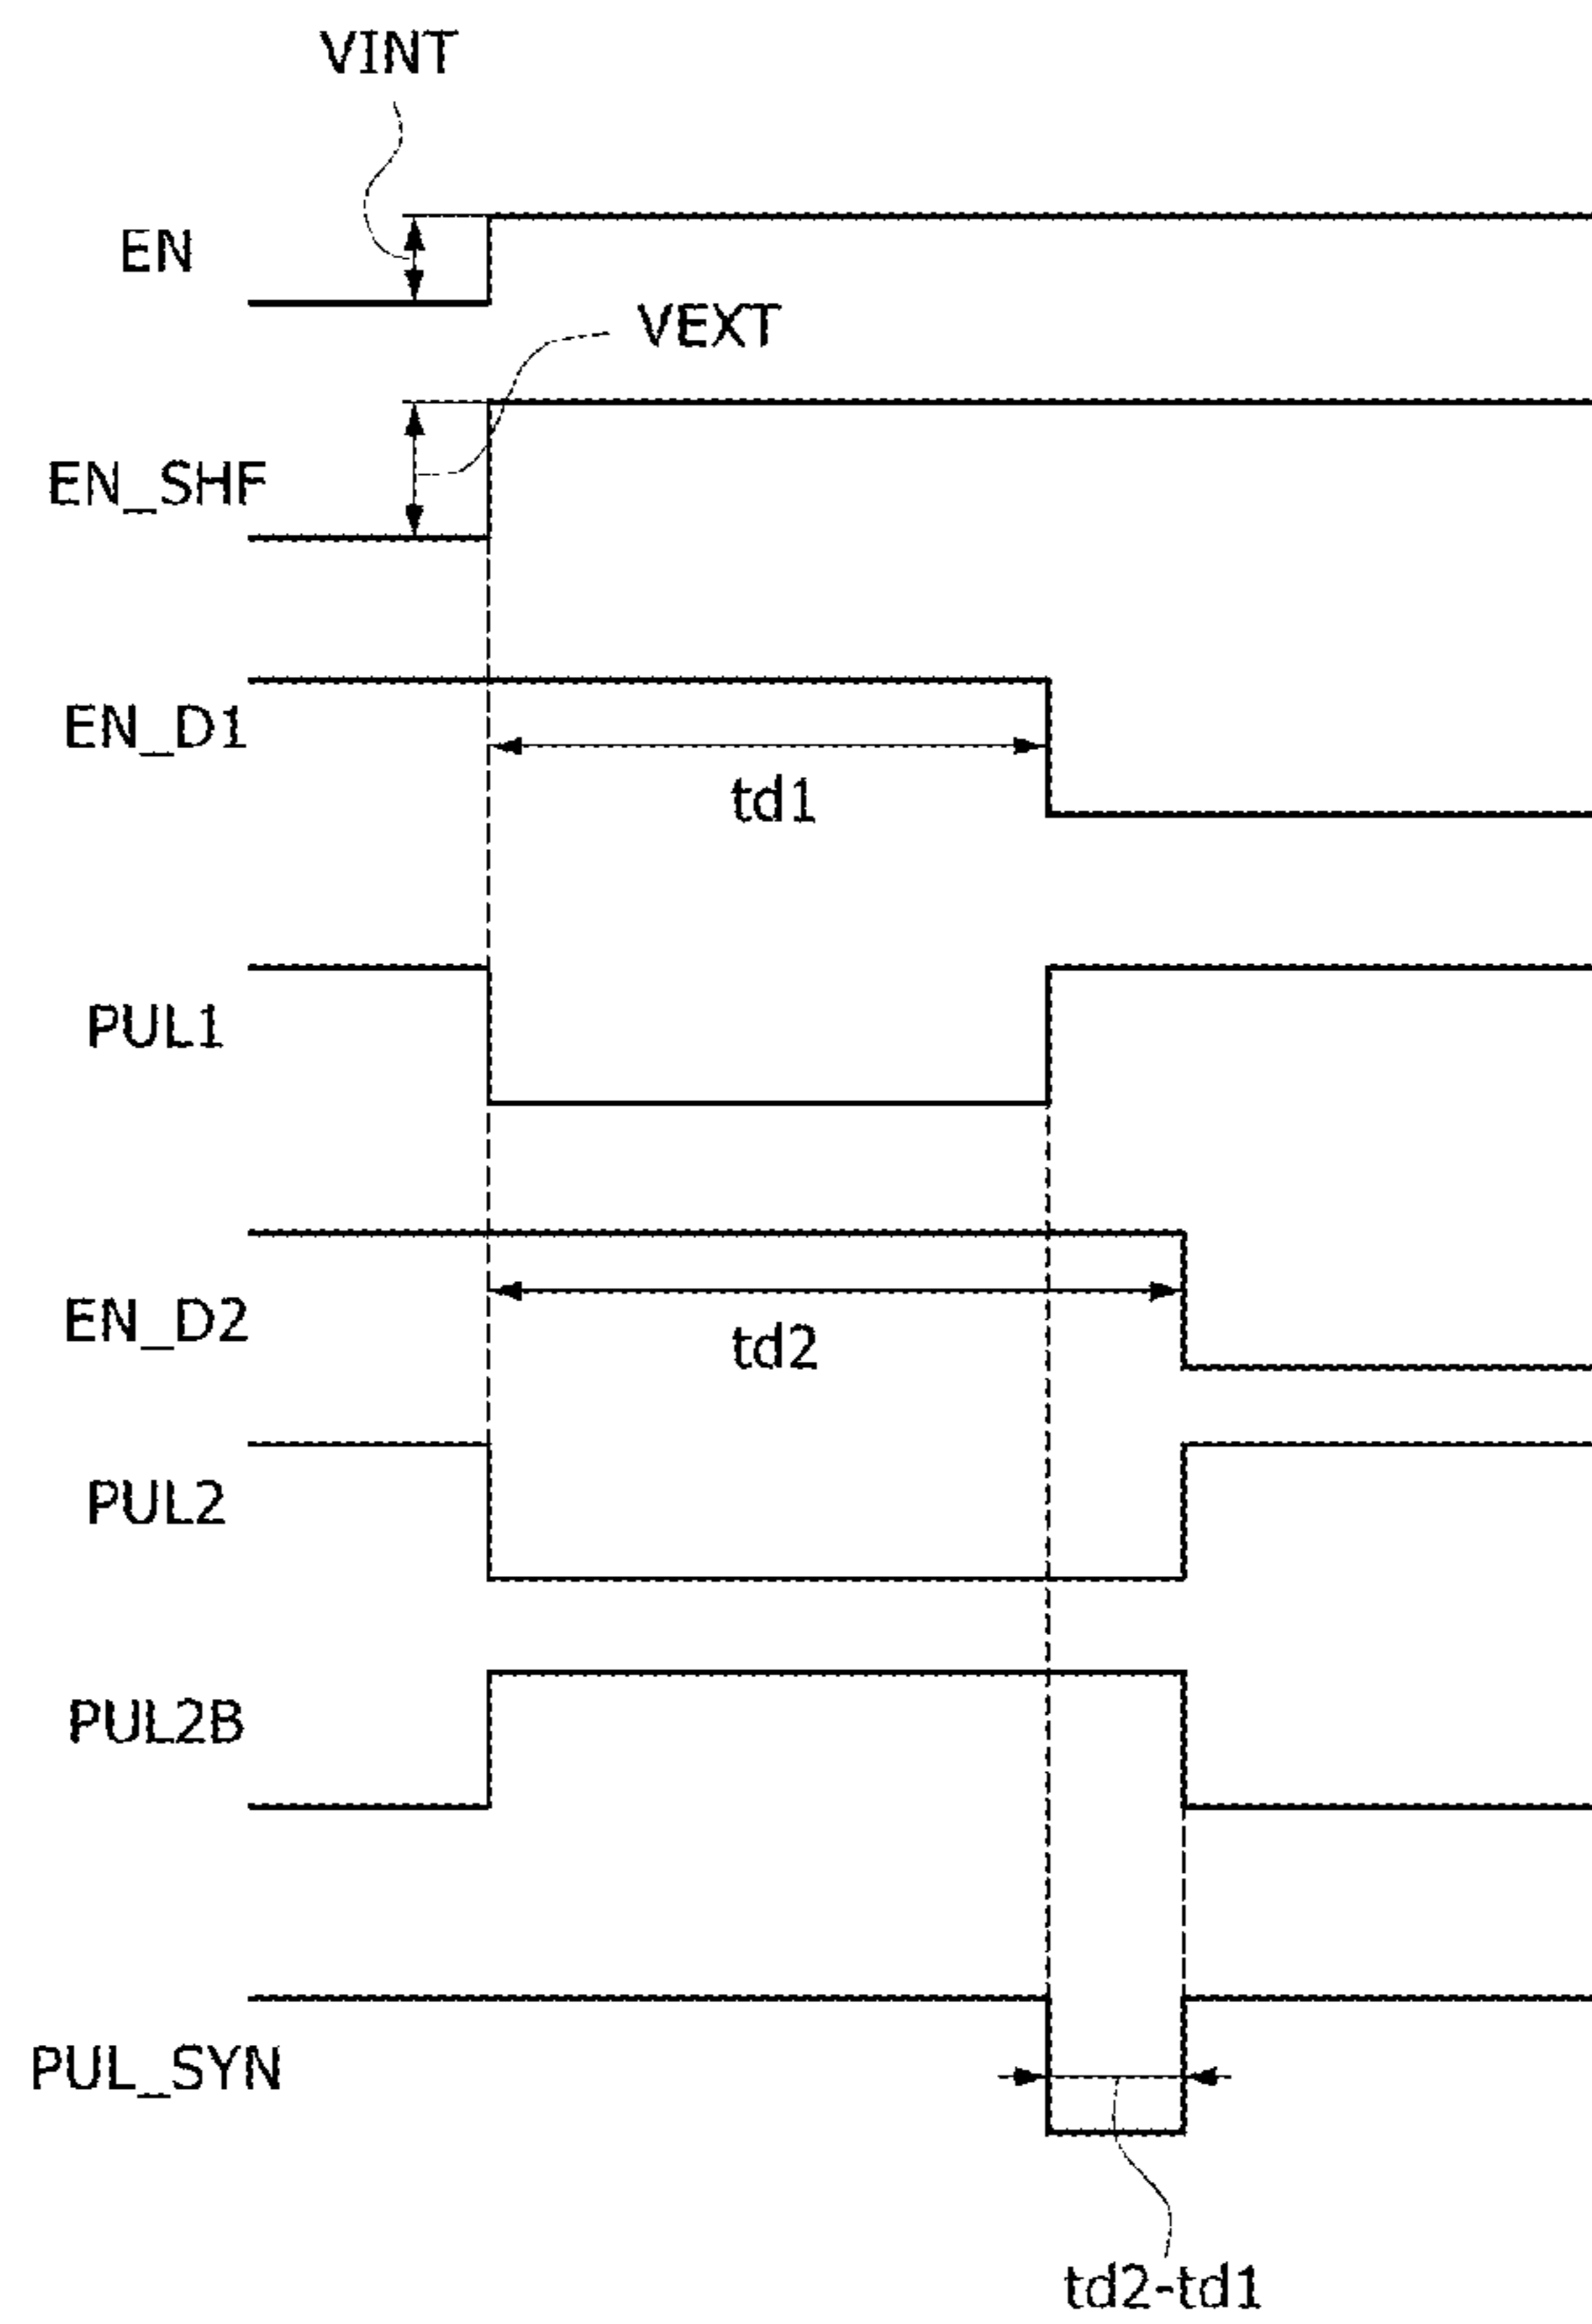 VINT
EN
VEXT
EN_SHF
EN_D1
td1
PUL1
EN_D2
td2
PUL2
PUL2B
PUL_SYN
td2-td1